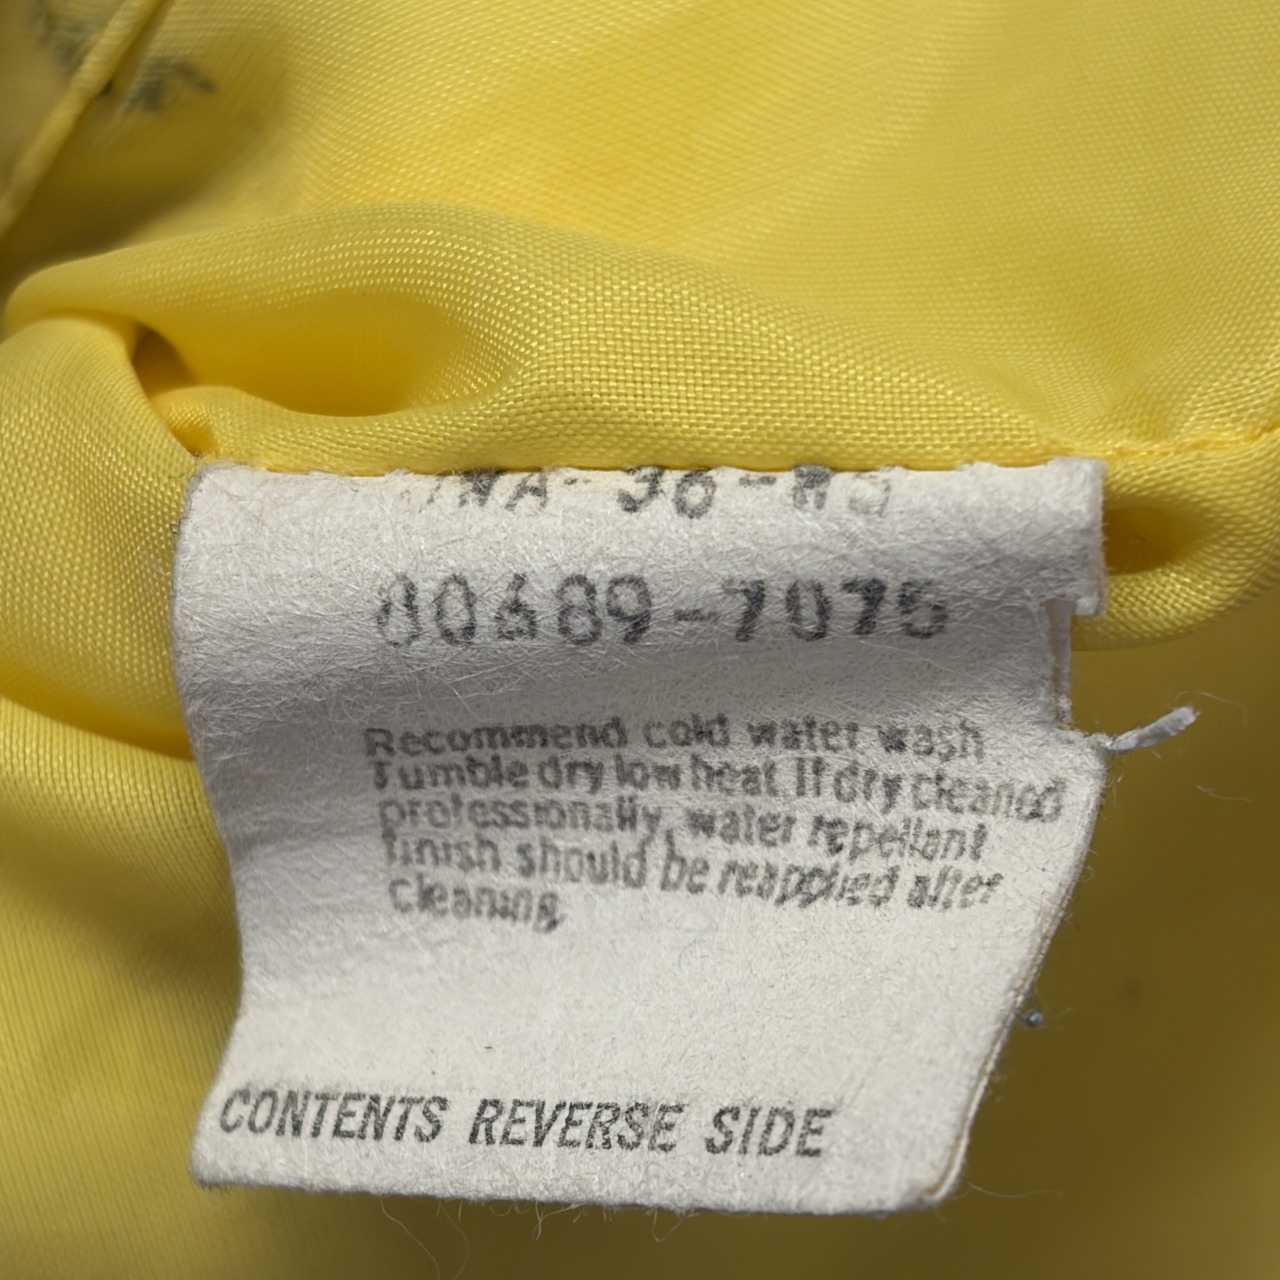 80689-7075
Recommend cold water wash
Tumble dry low heat. If dry cleaned
professionally, water repellant
finish should be reapplied after
cleaning.
CONTENTS REVERSE SIDE